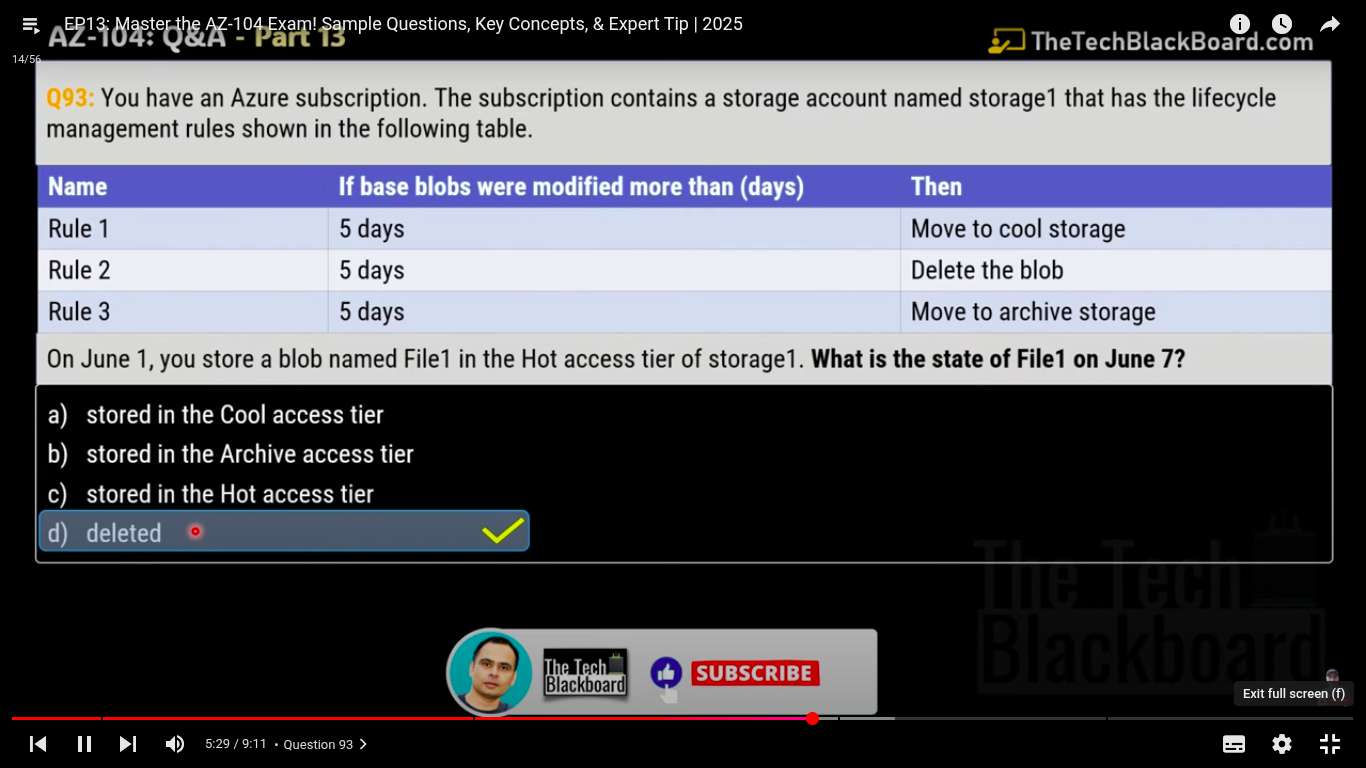 EP13: Master the AZ-104 Exam! Sample Questions, Key Concepts, & Expert Tip | 2025
AZ-104: Q&A - Part 13
TheTechBlackBoard.com
14/56
Q93: You have an Azure subscription. The subscription contains a storage account named storage1 that has the lifecycle
management rules shown in the following table.
Name If base blobs were modified more than (days) Then
Rule 1 5 days Move to cool storage
Rule 2 5 days Delete the blob
Rule 3 5 days Move to archive storage
On June 1, you store a blob named File1 in the Hot access tier of storage1. What is the state of File1 on June 7?
a) stored in the Cool access tier
b) stored in the Archive access tier
c) stored in the Hot access tier
d) deleted
The Tech
Blackboard
The Tech
Blackboard
SUBSCRIBE
Exit full screen (f)
5:29 / 9:11 • Question 93